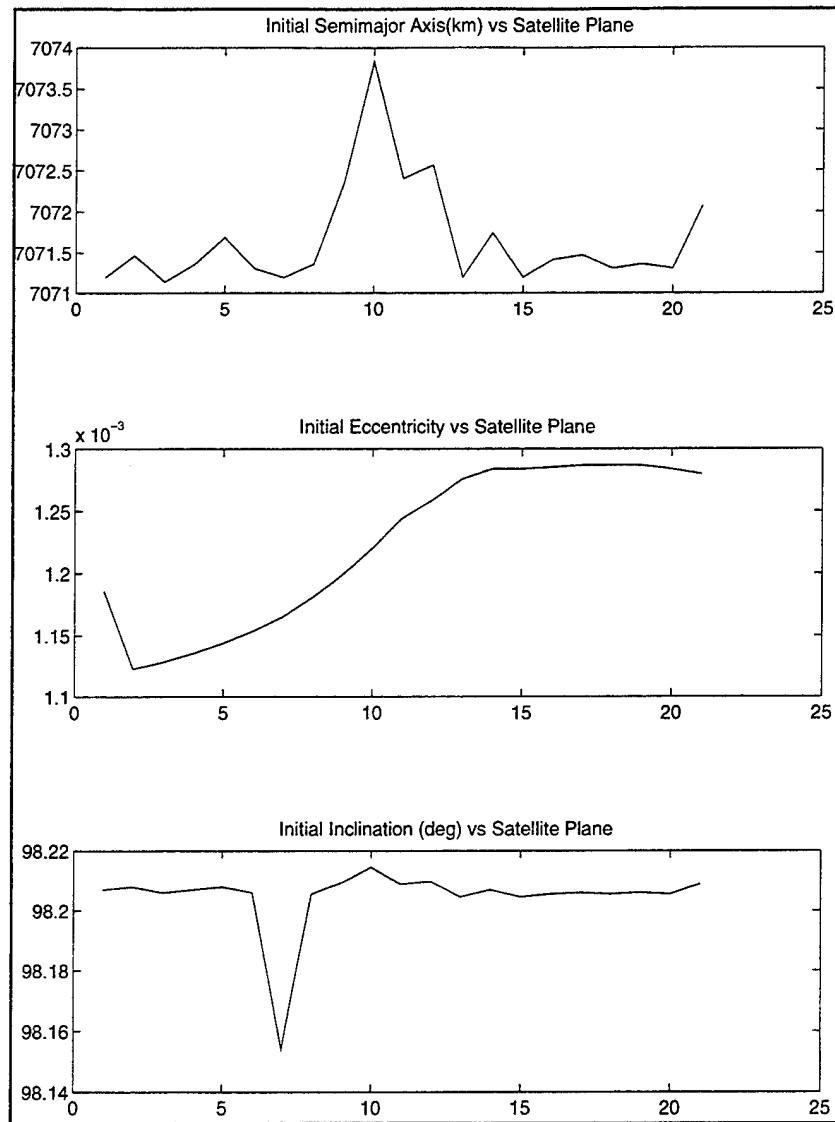 Initial Semimajor Axis(km) vs Satellite Plane
7074
7073.5
7073
7072.5
7072
7071.5
7071
0 5 10 15 20 25
Initial Eccentricity vs Satellite Plane
x 10⁻³
1.3
1.25
1.2
1.15
1.1
0 5 10 15 20 25
Initial Inclination (deg) vs Satellite Plane
98.22
98.2
98.18
98.16
98.14
0 5 10 15 20 25